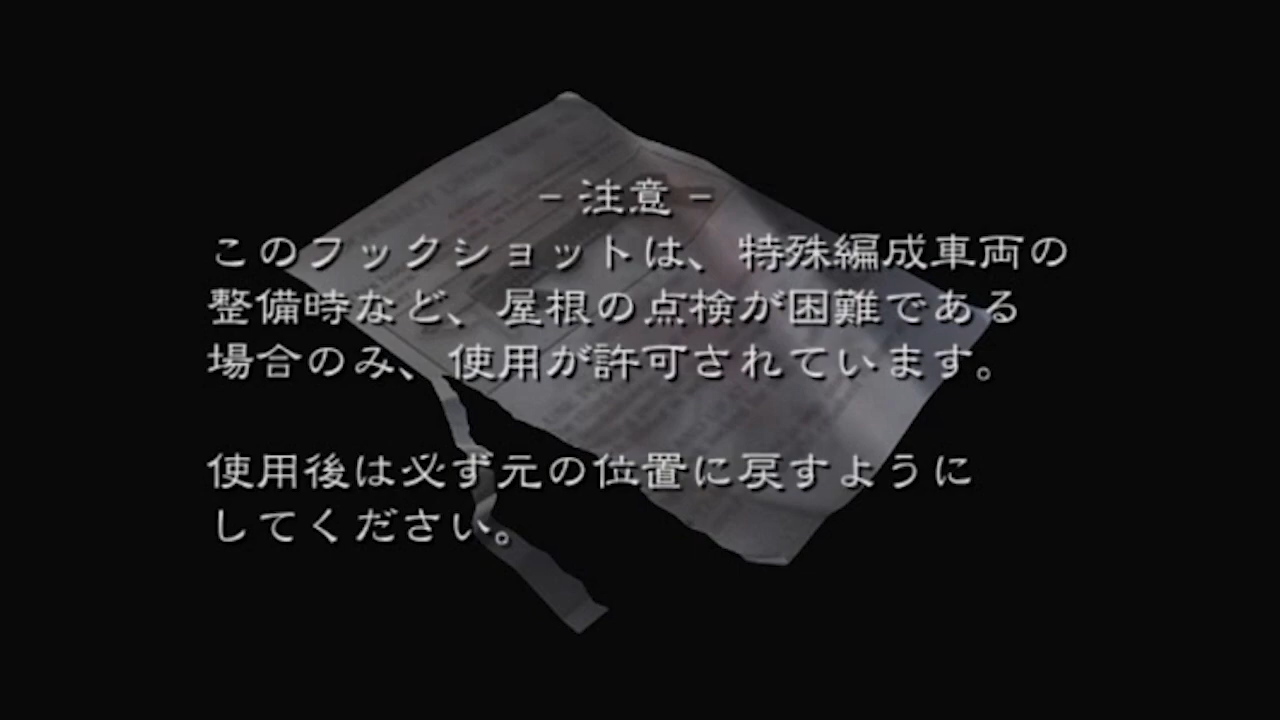 － 注意 －
このフックショットは、特殊編成車両の
整備時など、屋根の点検が困難である
場合のみ、使用が許可されています。
使用後は必ず元の位置に戻すように
してください。